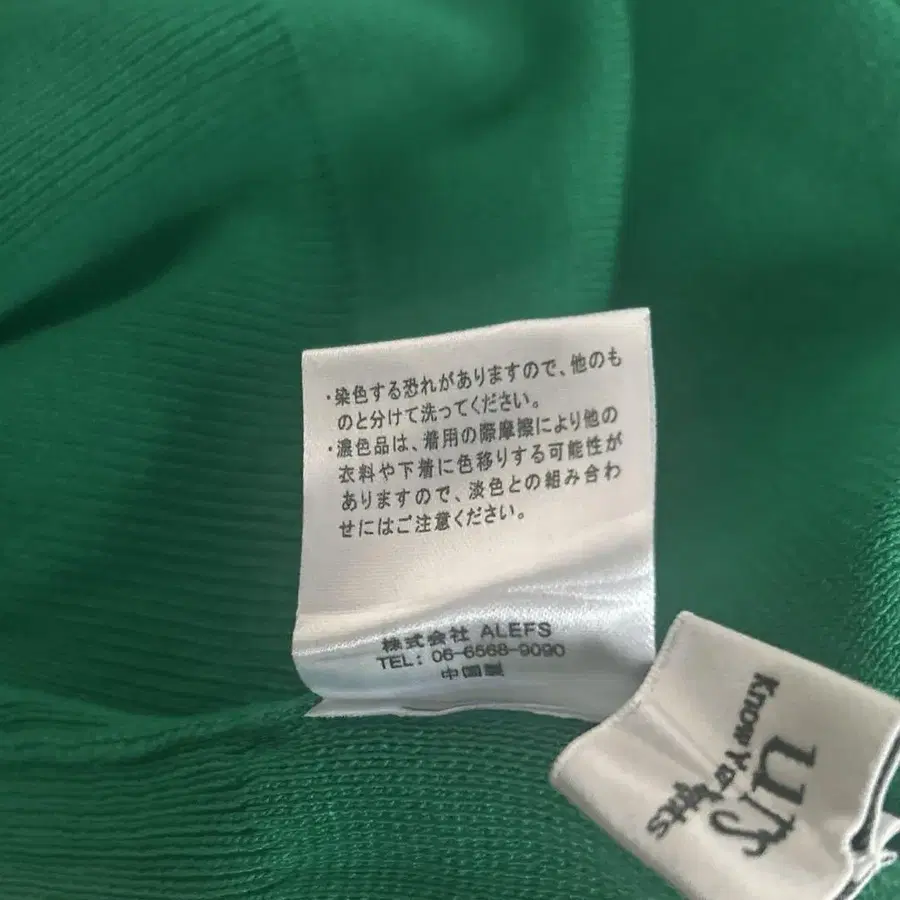 ・染色する恐れがありますので、他のも
のと分けて洗ってください。
・濃色品は、着用の際摩擦により他の
衣料や下着に色移りする可能性が
ありますので、淡色との組み合わ
せにはご注意ください。
株式会社 ALEFS
TEL: 06-6568-9090
中国製
Know